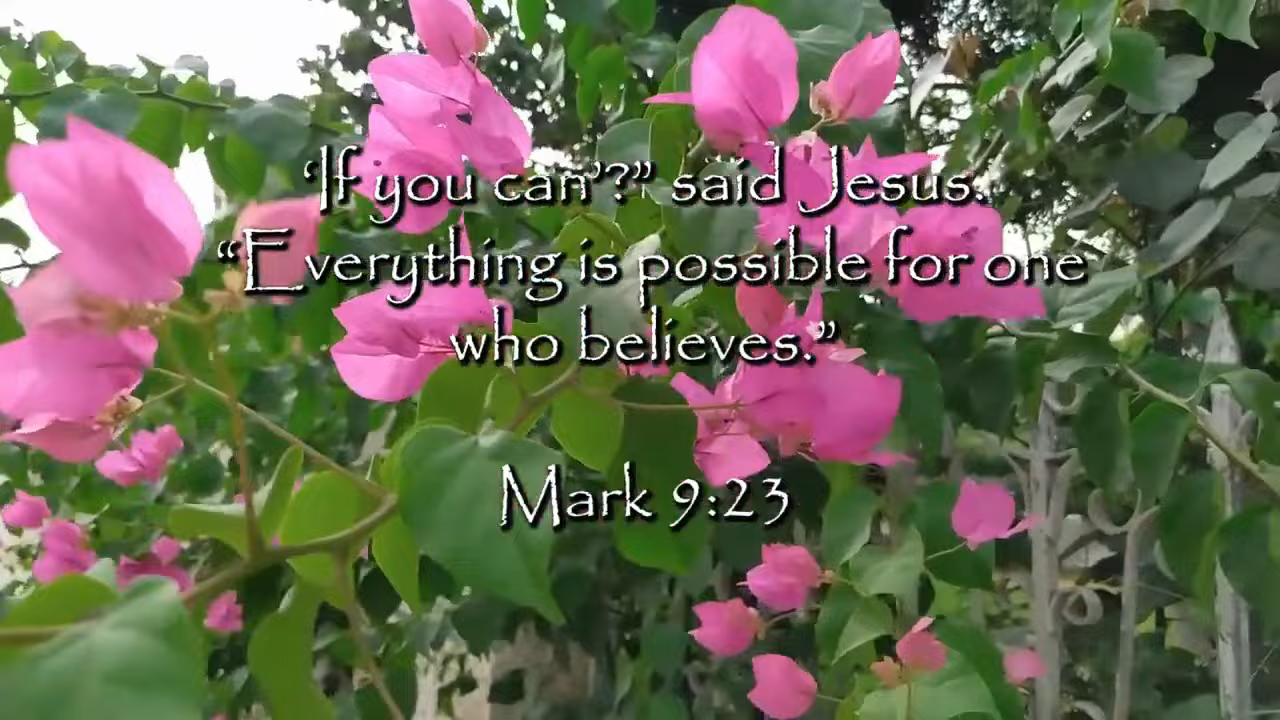 ‘If you can’?” said Jesus.
“Everything is possible for one
who believes.”
Mark 9:23